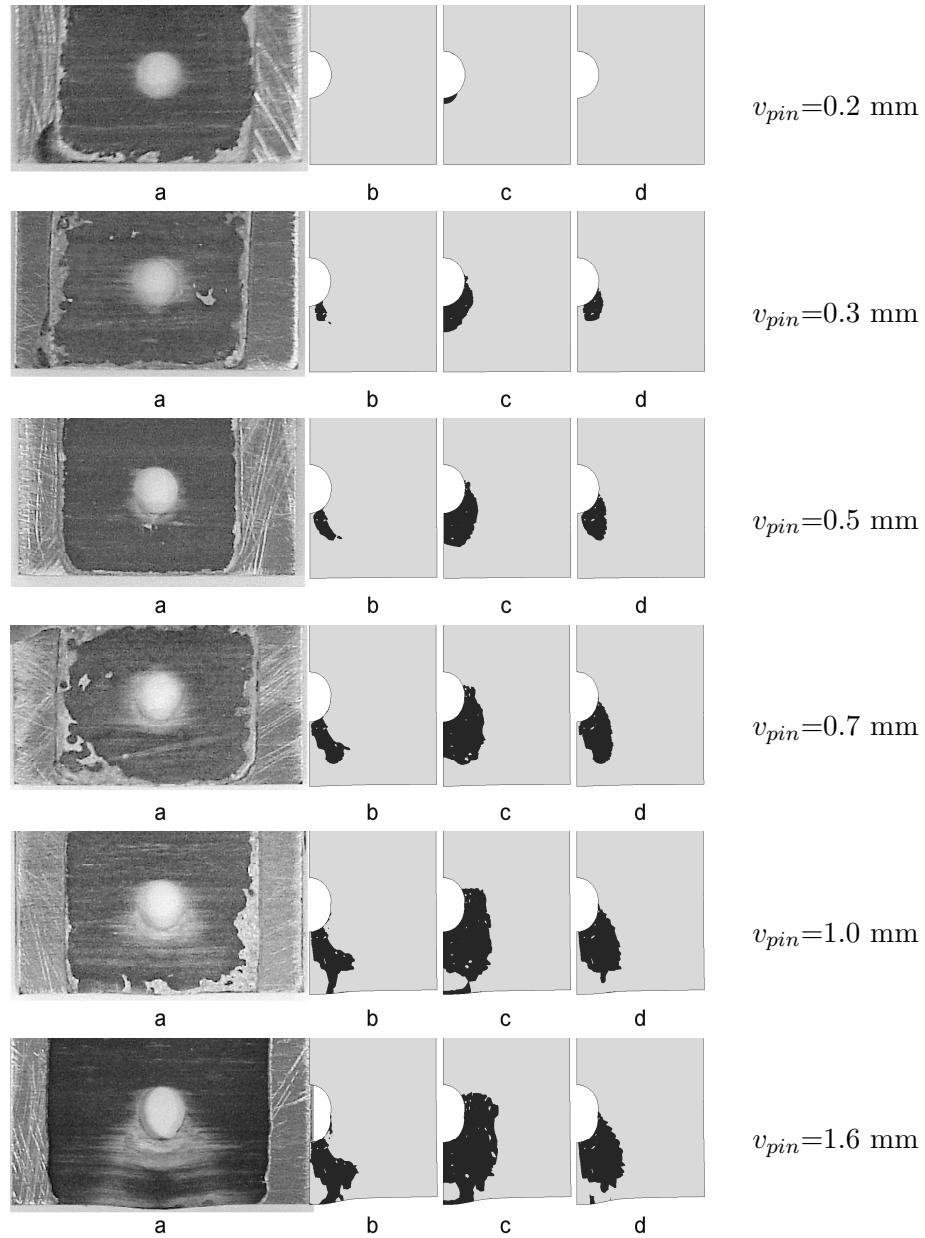 v_pin=0.2 mm
a b c d
v_pin=0.3 mm
a b c d
v_pin=0.5 mm
a b c d
v_pin=0.7 mm
a b c d
v_pin=1.0 mm
a b c d
v_pin=1.6 mm
a b c d